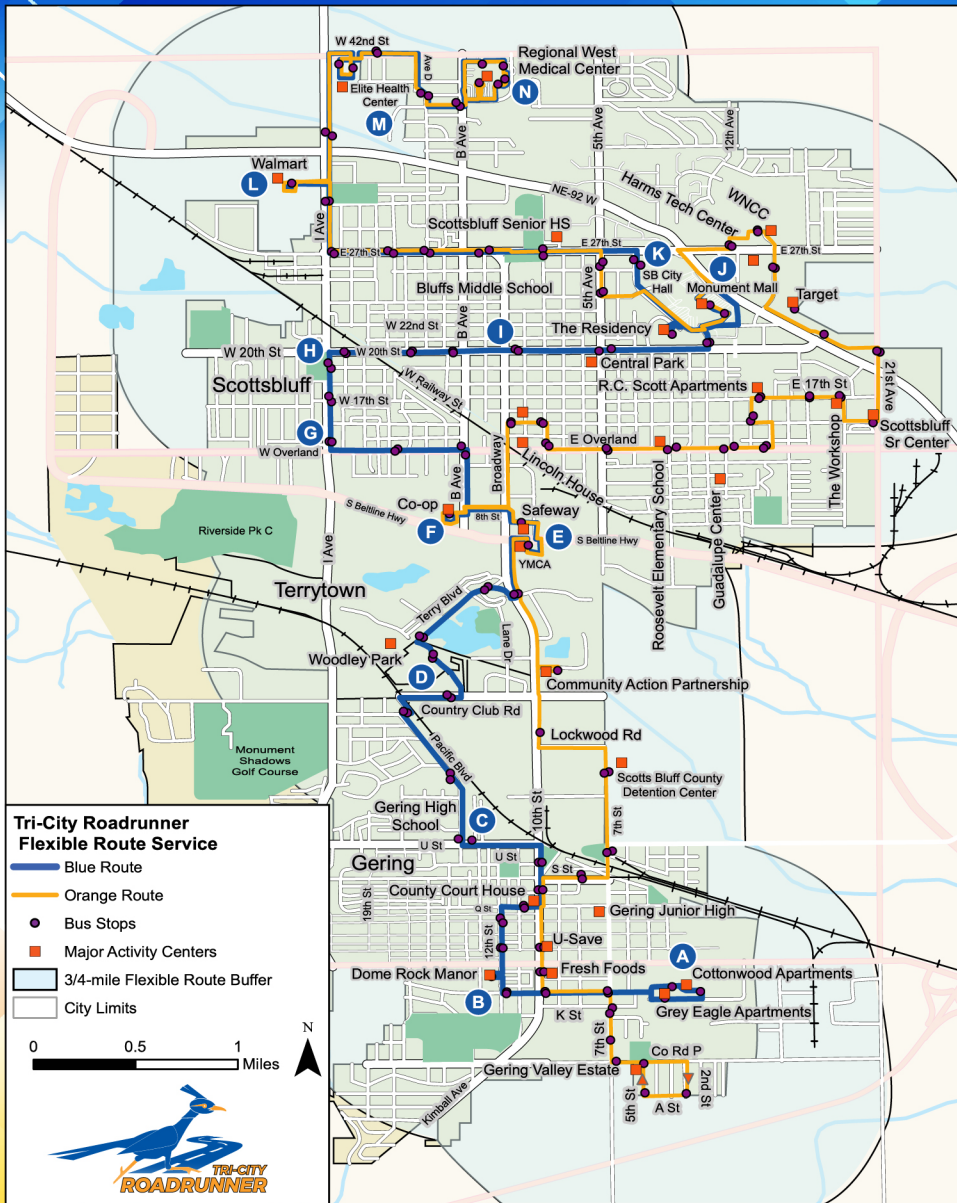 W 42nd St
Ave D
Regional West
Medical Center
N
Elite Health
Center
M
B Ave
5th Ave
12th Ave
Walmart
L
NE-92 W
Harms Tech Center
WNCC
I Ave
Scottsbluff Senior HS
E 27th St
E 27th St
E 27th St
K
SB City
Hall
J
Monument Mall
Bluffs Middle School
5th Ave
Target
W 22nd St
B Ave
The Residency
I
H
W 20th St
W 20th St
Central Park
Scottsbluff
W Railway St
R.C. Scott Apartments
E 17th St
21st Ave
W 17th St
G
W Overland
Broadway
E Overland
Scottsbluff
Sr Center
The Workshop
Lincoln House
B Ave
Co-op
S Beltline Hwy
8th St
Safeway
F
E
S Beltline Hwy
YMCA
Roosevelt Elementary School
Guadalupe Center
Riverside Pk C
I Ave
Terrytown
Terry Blvd
Lane Dr
Woodley Park
D
Community Action Partnership
Country Club Rd
Pacific Blvd
Lockwood Rd
Monument
Shadows
Golf Course
Scotts Bluff County
Detention Center
10th St
7th St
Gering High
School
C
U St
U St
Gering
S St
County Court House
19th St
Q St
Gering Junior High
12th St
U-Save
A
Dome Rock Manor
Fresh Foods
Cottonwood Apartments
B
K St
Grey Eagle Apartments
7th St
Co Rd P
Gering Valley Estate
Kimball Ave
5th St
A St
2nd St
Tri-City Roadrunner
Flexible Route Service
Blue Route
Orange Route
Bus Stops
Major Activity Centers
3/4-mile Flexible Route Buffer
City Limits
N
0 0.5 1
Miles
TRI-CITY
ROADRUNNER